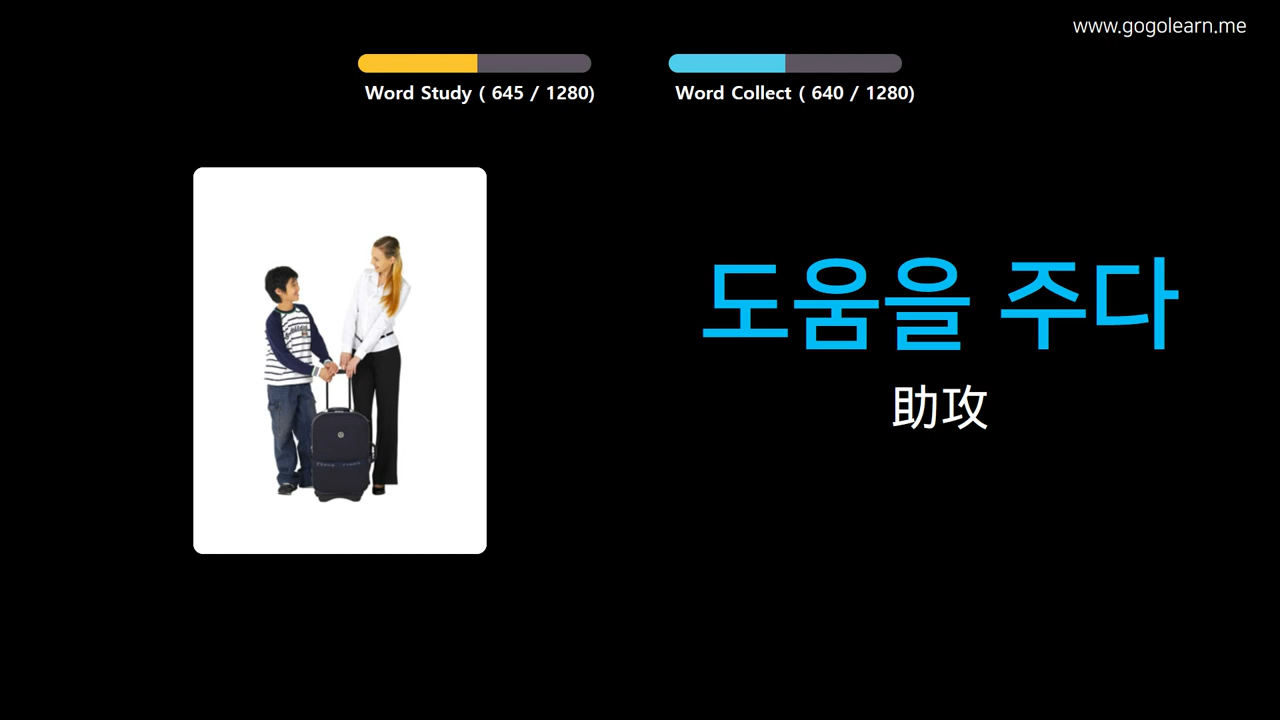 www.gogolearn.me
Word Study ( 645 / 1280)
Word Collect ( 640 / 1280)
도움을 주다
助攻